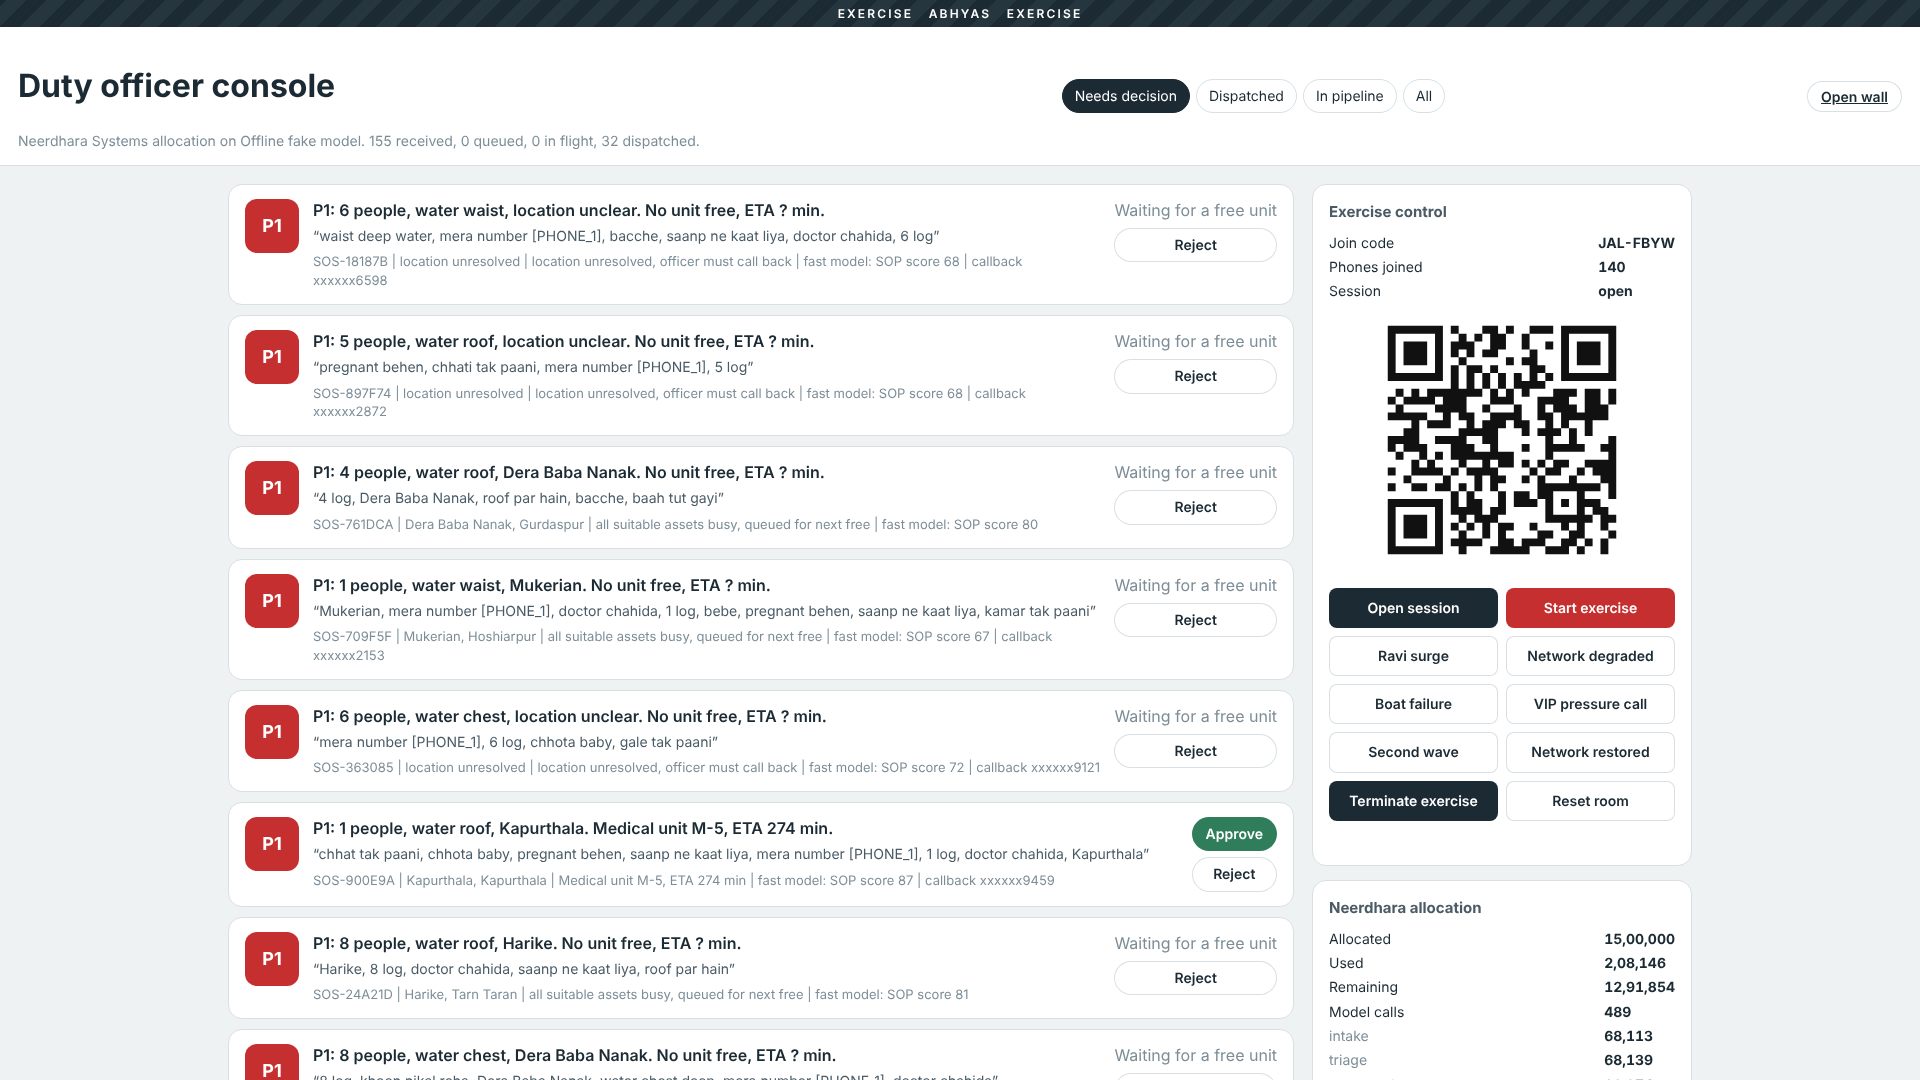 EXERCISE ABHYAS EXERCISE
Duty officer console
Needs decision
Dispatched
In pipeline
All
Open wall
Neerdhara Systems allocation on Offline fake model. 155 received, 0 queued, 0 in flight, 32 dispatched.
P1
P1: 6 people, water waist, location unclear. No unit free, ETA ? min.
“waist deep water, mera number [PHONE_1], bacche, saanp ne kaat liya, doctor chahida, 6 log”
SOS-18187B | location unresolved | location unresolved, officer must call back | fast model: SOP score 68 | callback
xxxxxx6598
Waiting for a free unit
Reject
P1
P1: 5 people, water roof, location unclear. No unit free, ETA ? min.
“pregnant behen, chhati tak paani, mera number [PHONE_1], 5 log”
SOS-897F74 | location unresolved | location unresolved, officer must call back | fast model: SOP score 68 | callback
xxxxxx2872
Waiting for a free unit
Reject
P1
P1: 4 people, water roof, Dera Baba Nanak. No unit free, ETA ? min.
“4 log, Dera Baba Nanak, roof par hain, bacche, baah tut gayi”
SOS-761DCA | Dera Baba Nanak, Gurdaspur | all suitable assets busy, queued for next free | fast model: SOP score 80
Waiting for a free unit
Reject
P1
P1: 1 people, water waist, Mukerian. No unit free, ETA ? min.
“Mukerian, mera number [PHONE_1], doctor chahida, 1 log, bebe, pregnant behen, saanp ne kaat liya, kamar tak paani”
SOS-709F5F | Mukerian, Hoshiarpur | all suitable assets busy, queued for next free | fast model: SOP score 67 | callback
xxxxxx2153
Waiting for a free unit
Reject
P1
P1: 6 people, water chest, location unclear. No unit free, ETA ? min.
“mera number [PHONE_1], 6 log, chhota baby, gale tak paani”
SOS-363085 | location unresolved | location unresolved, officer must call back | fast model: SOP score 72 | callback xxxxxx9121
Waiting for a free unit
Reject
P1
P1: 1 people, water roof, Kapurthala. Medical unit M-5, ETA 274 min.
“chhat tak paani, chhota baby, pregnant behen, saanp ne kaat liya, mera number [PHONE_1], 1 log, doctor chahida, Kapurthala”
SOS-900E9A | Kapurthala, Kapurthala | Medical unit M-5, ETA 274 min | fast model: SOP score 87 | callback xxxxxx9459
Approve
Reject
P1
P1: 8 people, water roof, Harike. No unit free, ETA ? min.
“Harike, 8 log, doctor chahida, saanp ne kaat liya, roof par hain”
SOS-24A21D | Harike, Tarn Taran | all suitable assets busy, queued for next free | fast model: SOP score 81
Waiting for a free unit
Reject
P1
P1: 8 people, water chest, Dera Baba Nanak. No unit free, ETA ? min.
Waiting for a free unit
Exercise control
Join code JAL-FBYW
Phones joined 140
Session open
Open session
Start exercise
Ravi surge
Network degraded
Boat failure
VIP pressure call
Second wave
Network restored
Terminate exercise
Reset room
Neerdhara allocation
Allocated 15,00,000
Used 2,08,146
Remaining 12,91,854
Model calls 489
intake 68,113
triage 68,139